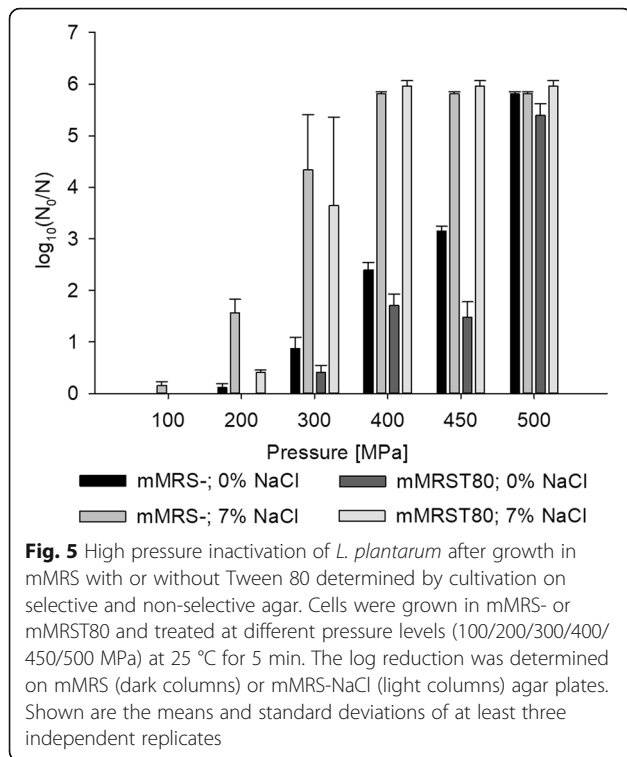 log₁₀(N₀/N)
7
6
5
4
3
2
1
0
100 200 300 400 450 500
Pressure [MPa]
mMRS-; 0% NaCl mMRST80; 0% NaCl
mMRS-; 7% NaCl mMRST80; 7% NaCl
Fig. 5 High pressure inactivation of L. plantarum after growth in
mMRS with or without Tween 80 determined by cultivation on
selective and non-selective agar. Cells were grown in mMRS- or
mMRST80 and treated at different pressure levels (100/200/300/400/
450/500 MPa) at 25 °C for 5 min. The log reduction was determined
on mMRS (dark columns) or mMRS-NaCl (light columns) agar plates.
Shown are the means and standard deviations of at least three
independent replicates